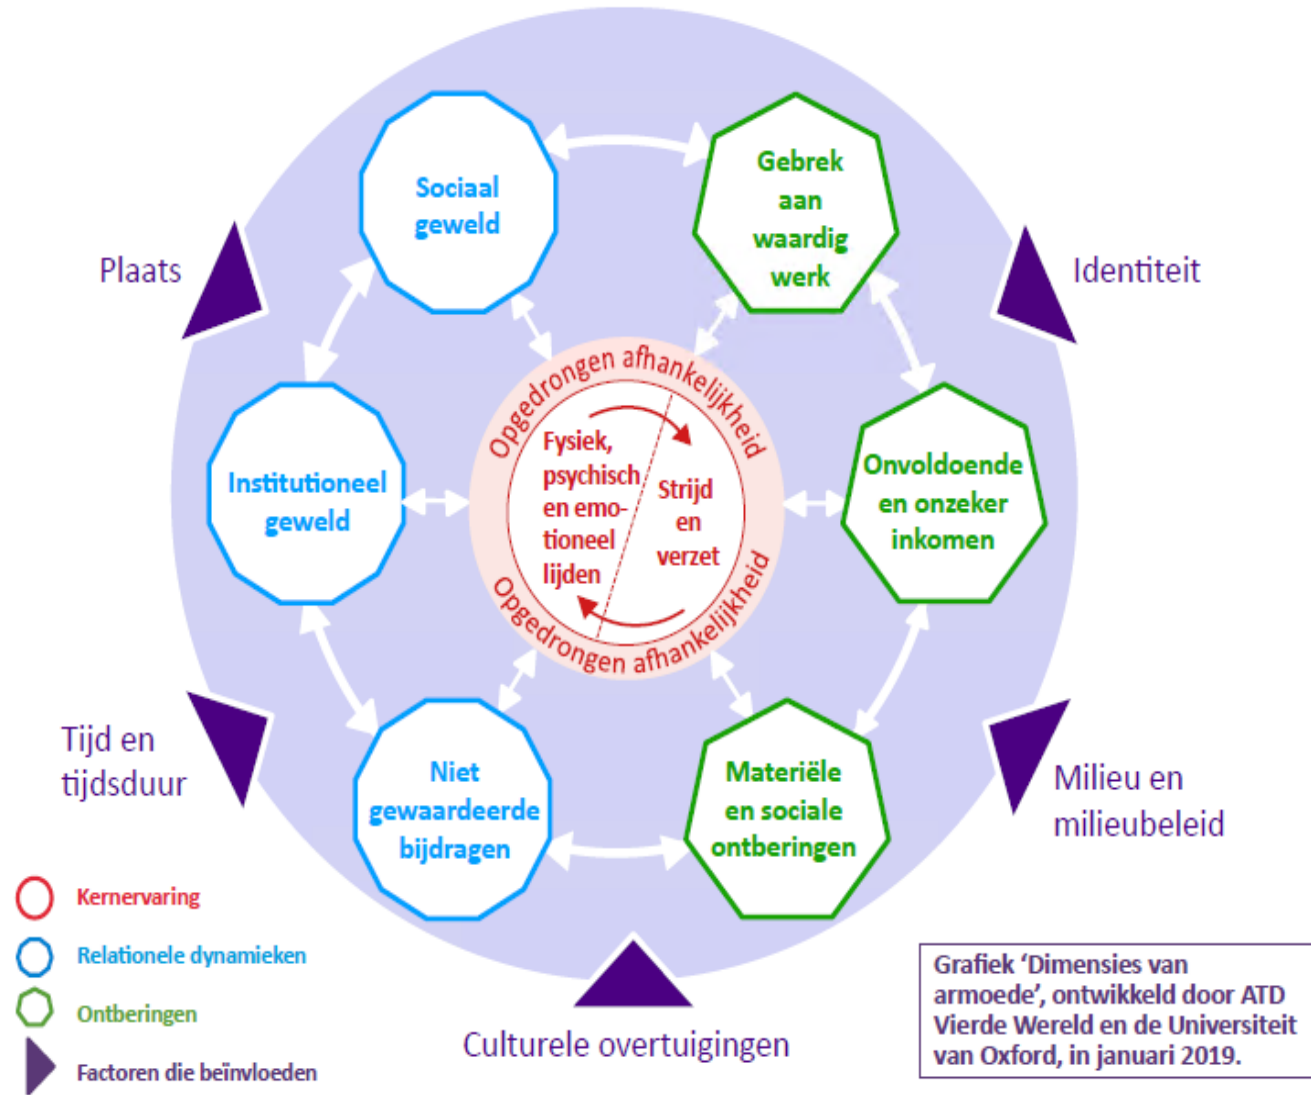 Sociaal
geweld
Gebrek
aan
waardig
werk
Plaats
Identiteit
Opgedrongen afhankelijkheid
Fysiek,
psychisch
en emo-
tioneel
lijden
Strijd
en
verzet
Opgedrongen afhankelijkheid
Institutioneel
geweld
Onvoldoende
en onzeker
inkomen
Tijd en
tijdsduur
Niet
gewaardeerde
bijdragen
Materiële
en sociale
ontberingen
Milieu en
milieubeleid
Culturele overtuigingen
Kernervaring
Relationele dynamieken
Ontberingen
Factoren die beïnvloeden
Grafiek ‘Dimensies van
armoede’, ontwikkeld door ATD
Vierde Wereld en de Universiteit
van Oxford, in januari 2019.